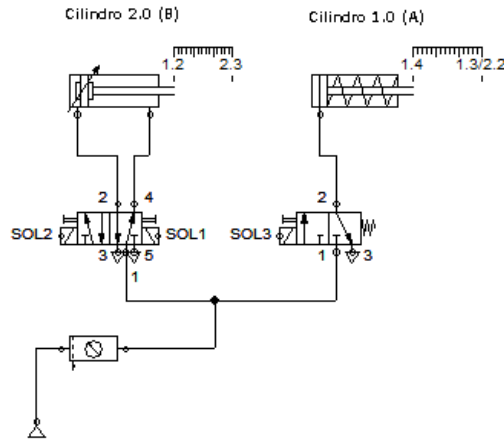 Cilindro 2.0 (B)
Cilindro 1.0 (A)
1.2 2.3
1.4 1.3/2.2
2 4
2
SOL2
SOL1
SOL3
3 5
1
1 3